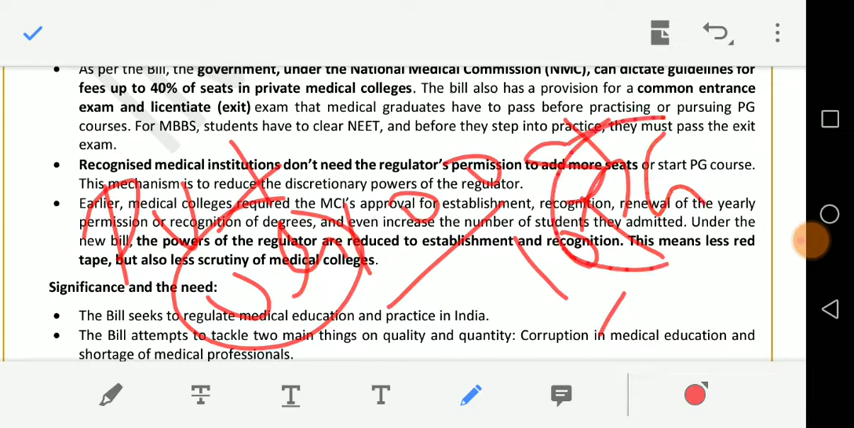 As per the Bill, the government, under the National Medical Commission (NMC), can dictate guidelines for
fees up to 40% of seats in private medical colleges. The bill also has a provision for a common entrance
exam and licentiate (exit) exam that medical graduates have to pass before practising or pursuing PG
courses. For MBBS, students have to clear NEET, and before they step into practice, they must pass the exit
exam.
Recognised medical institutions don't need the regulator's permission to add more seats or start PG course.
This mechanism is to reduce the discretionary powers of the regulator.
Earlier, medical colleges required the MCI's approval for establishment, recognition, renewal of the yearly
permission or recognition of degrees, and even increase the number of students they admitted. Under the
new bill, the powers of the regulator are reduced to establishment and recognition. This means less red
tape, but also less scrutiny of medical colleges.
Significance and the need:
The Bill seeks to regulate medical education and practice in India.
The Bill attempts to tackle two main things on quality and quantity: Corruption in medical education and
shortage of medical professionals.